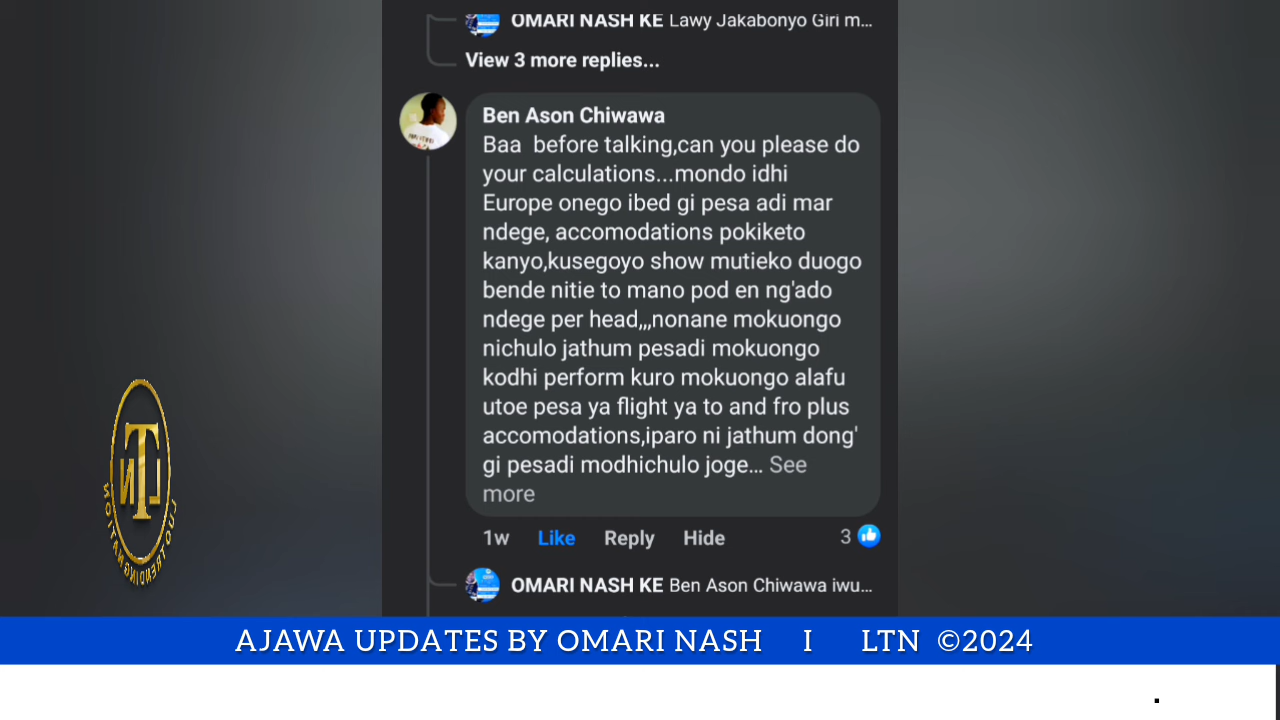 OMARI NASH KE Lawy Jakabonyo Giri m...
View 3 more replies...
Ben Ason Chiwawa
Baa  before talking,can you please do
your calculations...mondo idhi
Europe onego ibed gi pesa adi mar
ndege, accomodations pokiketo
kanyo,kusegoyo show mutieko duogo
bende nitie to mano pod en ng'ado
ndege per head,,,nonane mokuongo
nichulo jathum pesadi mokuongo
kodhi perform kuro mokuongo alafu
utoe pesa ya flight ya to and fro plus
accomodations,iparo ni jathum dong'
gi pesadi modhichulo joge... See
more
1w Like Reply Hide 3
OMARI NASH KE Ben Ason Chiwawa iwu...
LTN
LUOTRENDING NATION
AJAWA UPDATES BY OMARI NASH I LTN ©2024
.